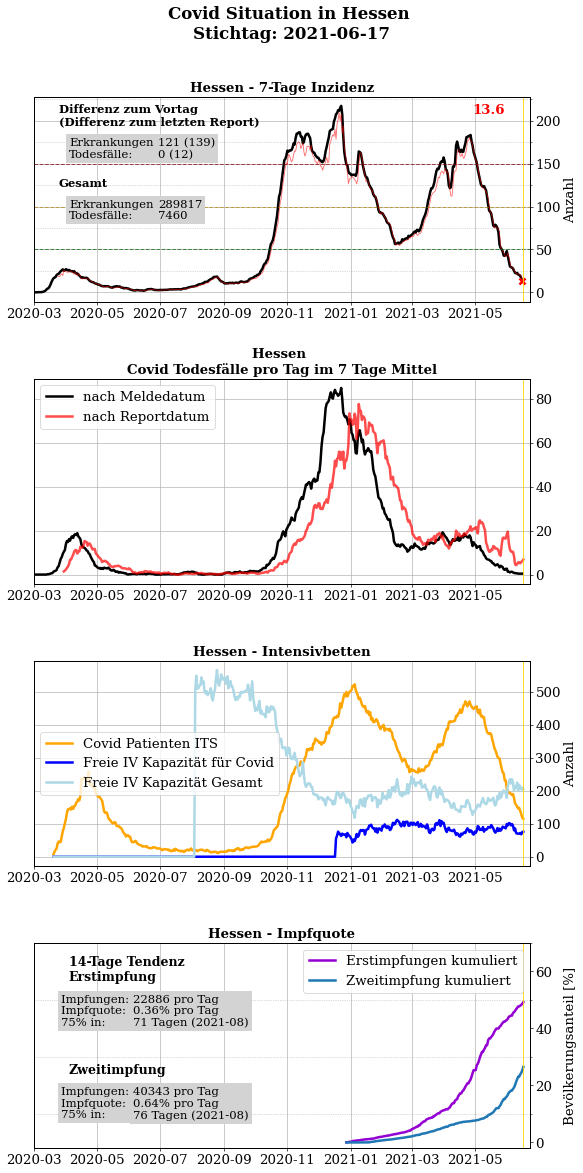 Covid Situation in Hessen
Stichtag: 2021-06-17
Hessen - 7-Tage Inzidenz
Differenz zum Vortag
(Differenz zum letzten Report)
Erkrankungen 121 (139)
Todesfälle: 0 (12)
Gesamt
Erkrankungen 289817
Todesfälle: 7460
13.6
200
150
100
50
0
Anzahl
2020-03 2020-05 2020-07 2020-09 2020-11 2021-01 2021-03 2021-05
Hessen
Covid Todesfälle pro Tag im 7 Tage Mittel
nach Meldedatum
nach Reportdatum
80
60
40
20
0
2020-03 2020-05 2020-07 2020-09 2020-11 2021-01 2021-03 2021-05
Hessen - Intensivbetten
Covid Patienten ITS
Freie IV Kapazität für Covid
Freie IV Kapazität Gesamt
500
400
300
200
100
0
Anzahl
2020-03 2020-05 2020-07 2020-09 2020-11 2021-01 2021-03 2021-05
Hessen - Impfquote
14-Tage Tendenz
Erstimpfung
Impfungen: 22886 pro Tag
Impfquote: 0.36% pro Tag
75% in: 71 Tagen (2021-08)
Zweitimpfung
Impfungen: 40343 pro Tag
Impfquote: 0.64% pro Tag
75% in: 76 Tagen (2021-08)
Erstimpfungen kumuliert
Zweitimpfung kumuliert
60
40
20
0
Bevölkerungsanteil [%]
2020-03 2020-05 2020-07 2020-09 2020-11 2021-01 2021-03 2021-05